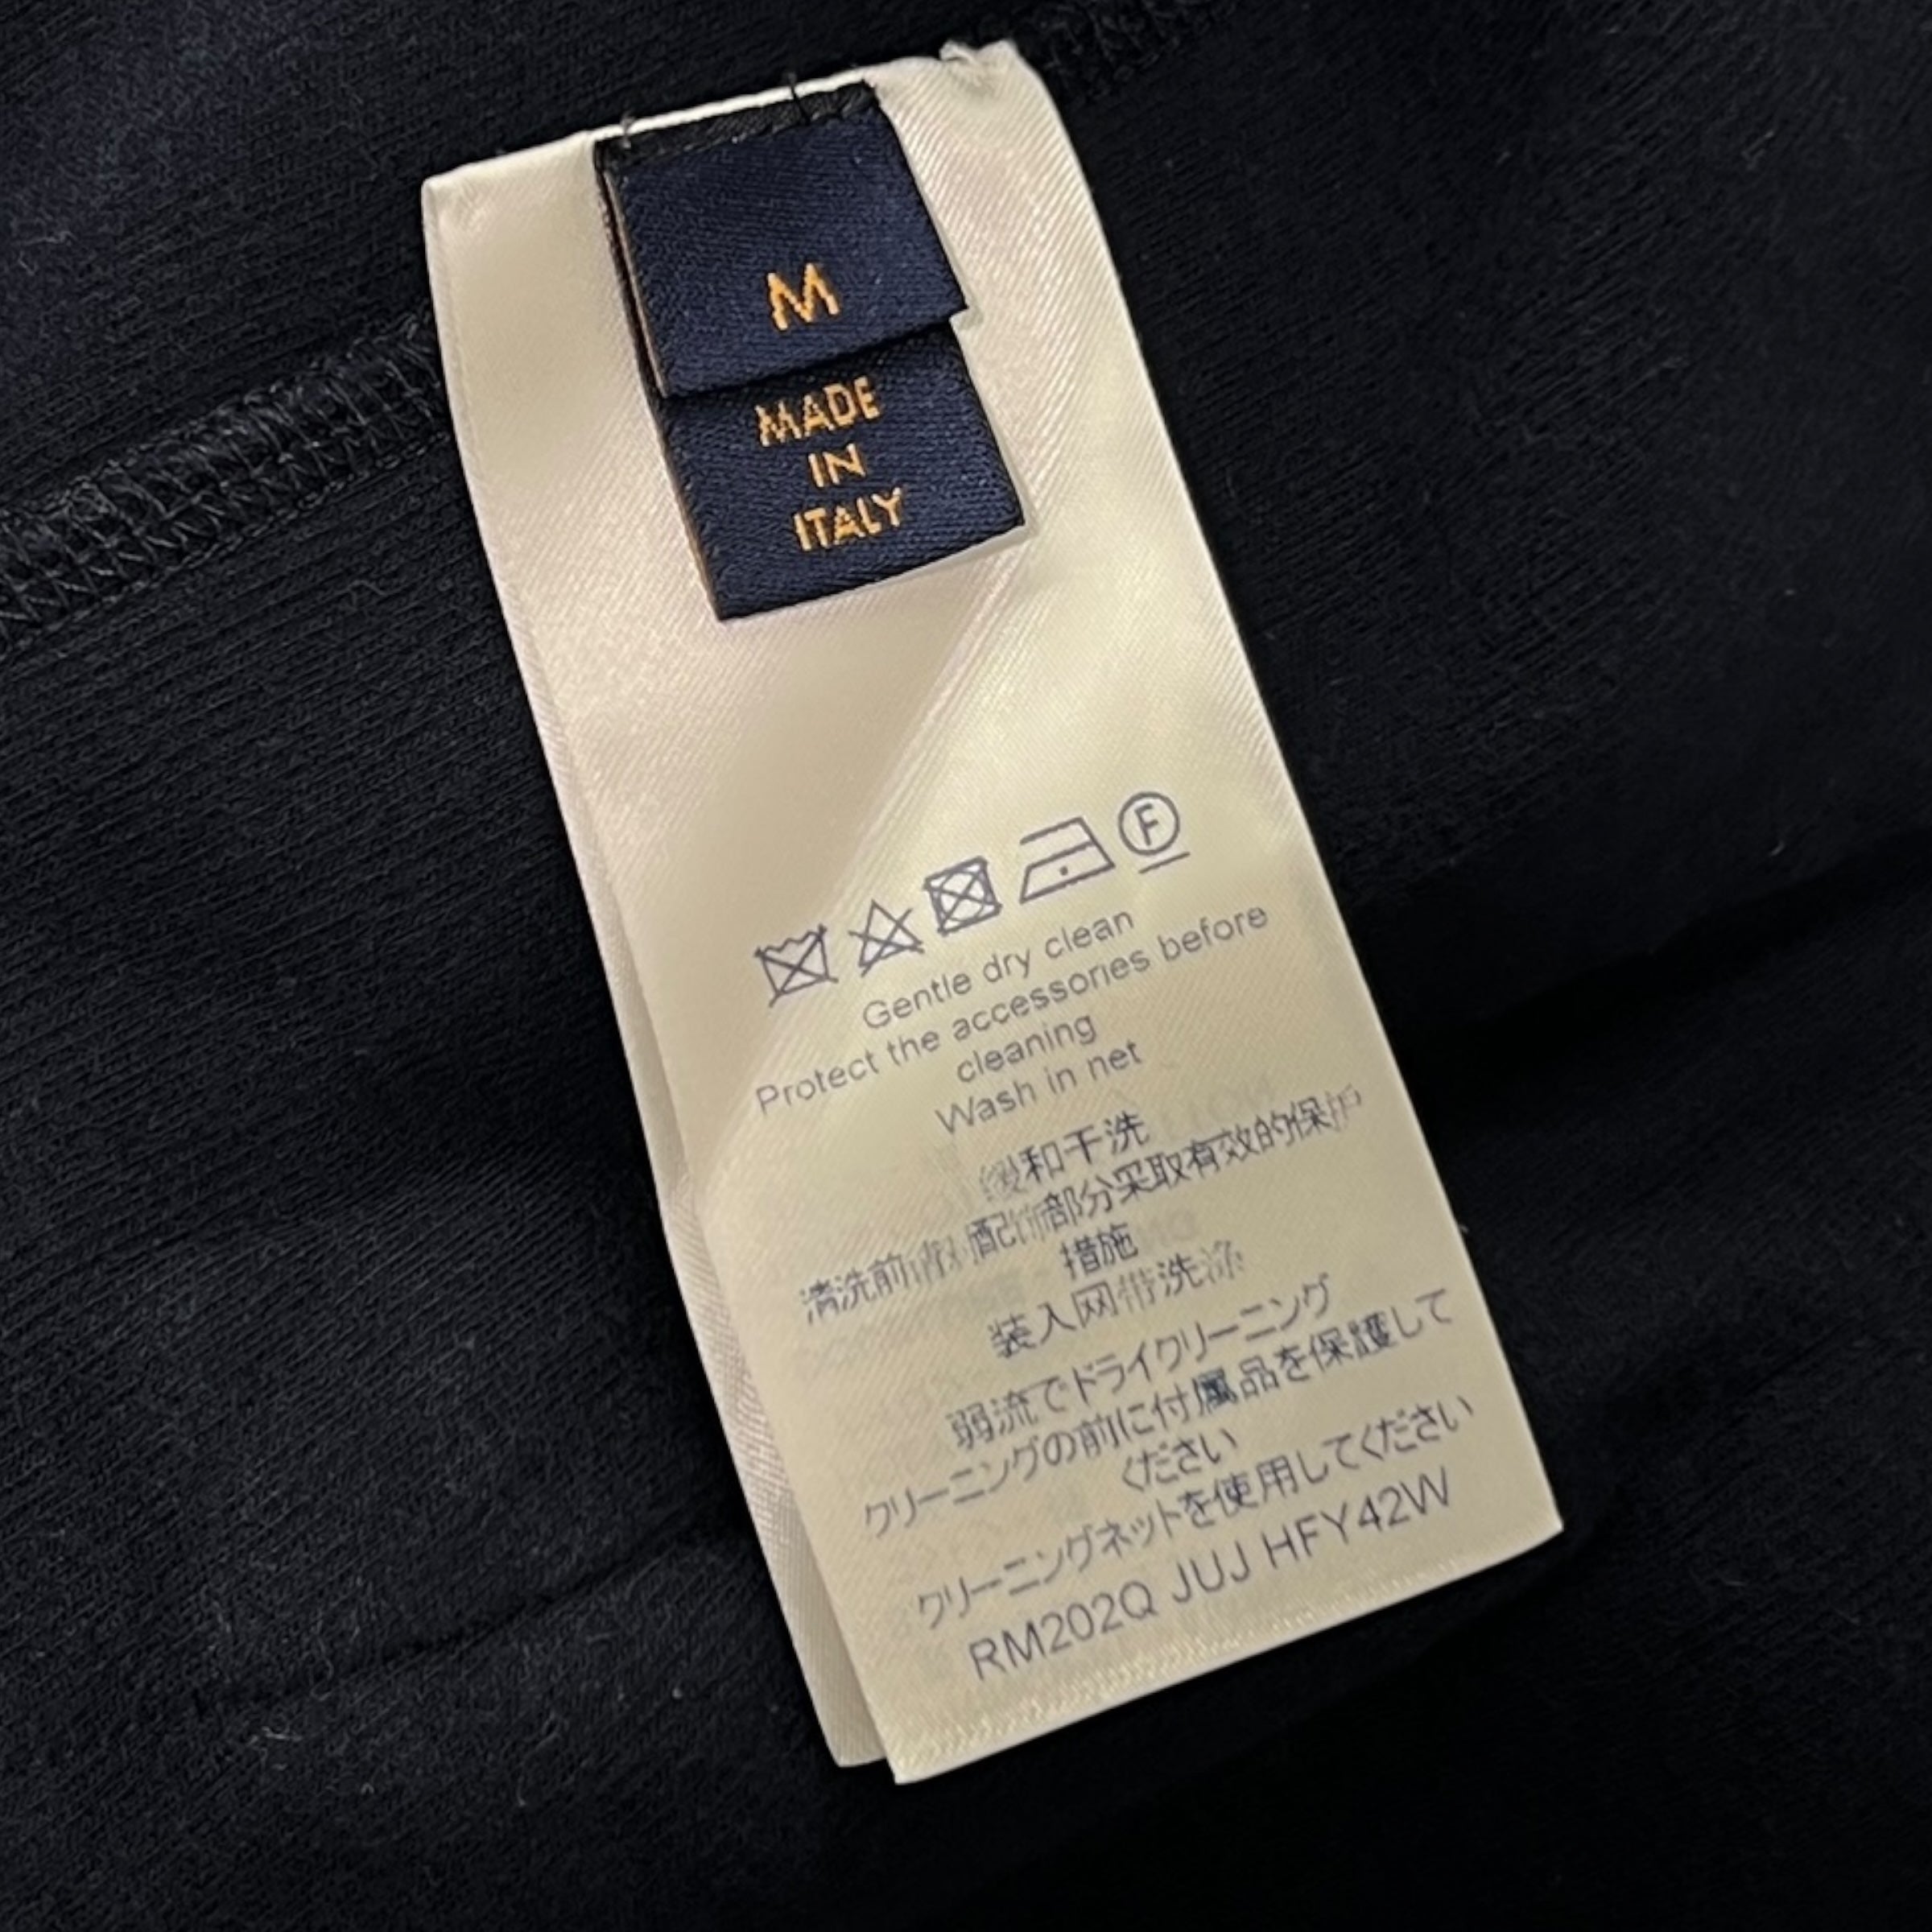 M
MADE
IN
ITALY
F
Gentle dry clean
Protect the accessories before
cleaning
Wash in net
缓和干洗
清洗前请对配饰部分采取有效的保护
措施
装入网带洗涤
弱流でドライクリーニング
クリーニングの前に付属品を保護して
ください
クリーニングネットを使用してください
RM202Q JUJ HFY42W